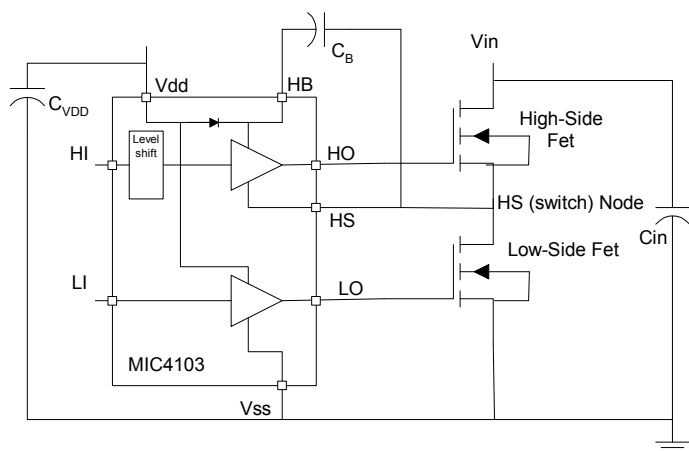 C_B
Vin
Vdd
HB
C_VDD
Level
shift
High-Side
Fet
HI
HO
HS
HS (switch) Node
Cin
Low-Side Fet
LI
LO
MIC4103
Vss